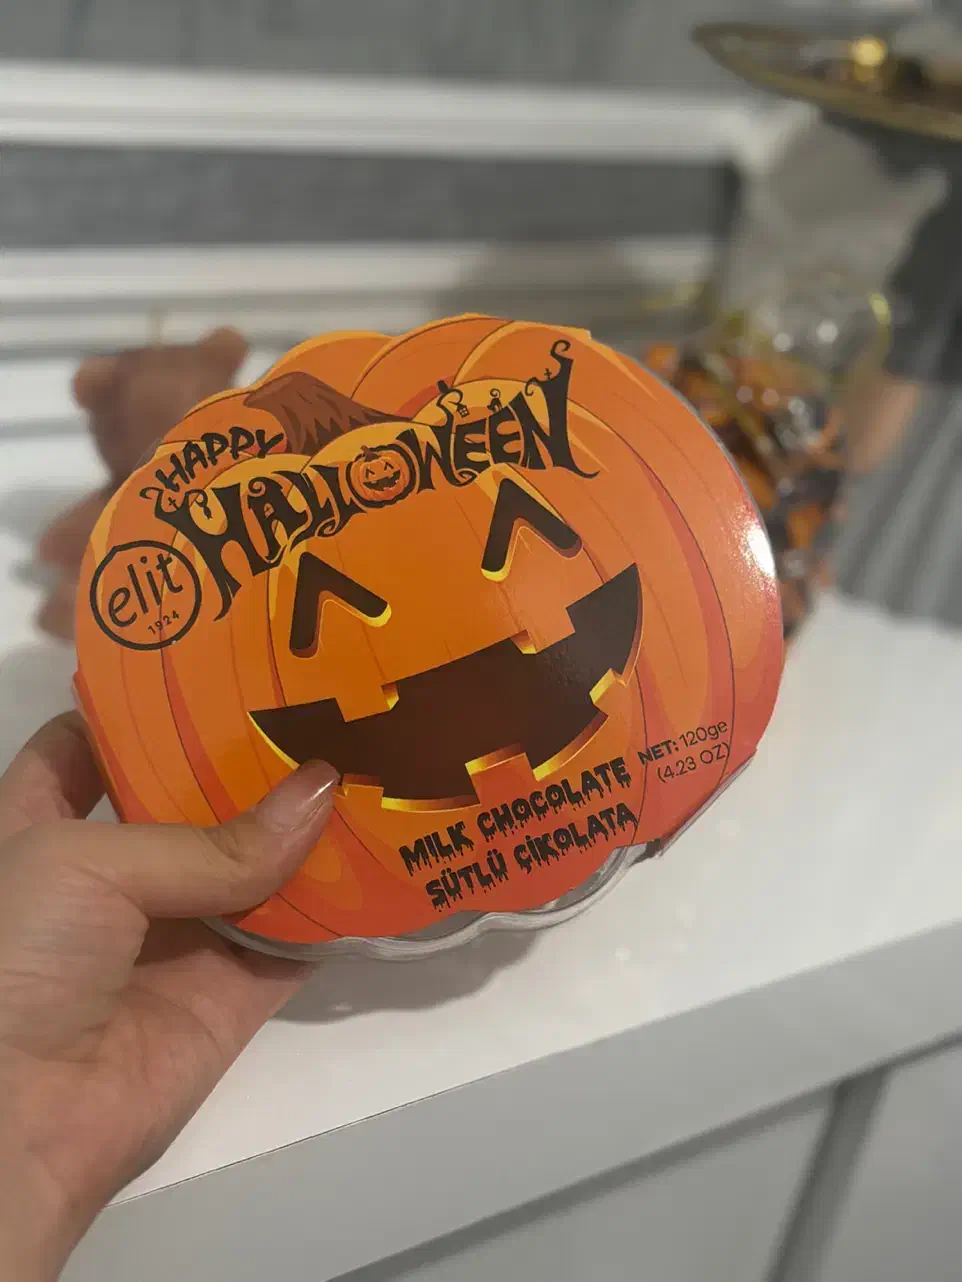 HAPPY
HALLOWEEN
elit
1924
NET: 120ge
(4.23 OZ)
MILK CHOCOLATE
SÜTLÜ ÇİKOLATA